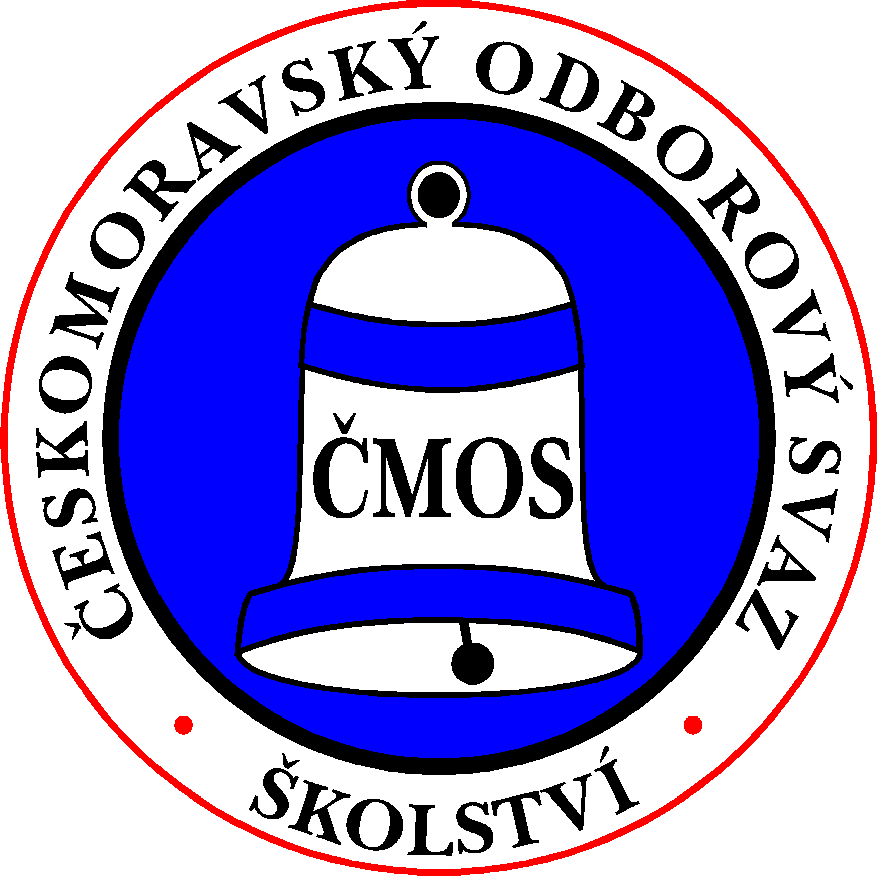 ČESKOMORAVSKÝ ODBOROVÝ SVAZ
ČMOS
ŠKOLSTVÍ